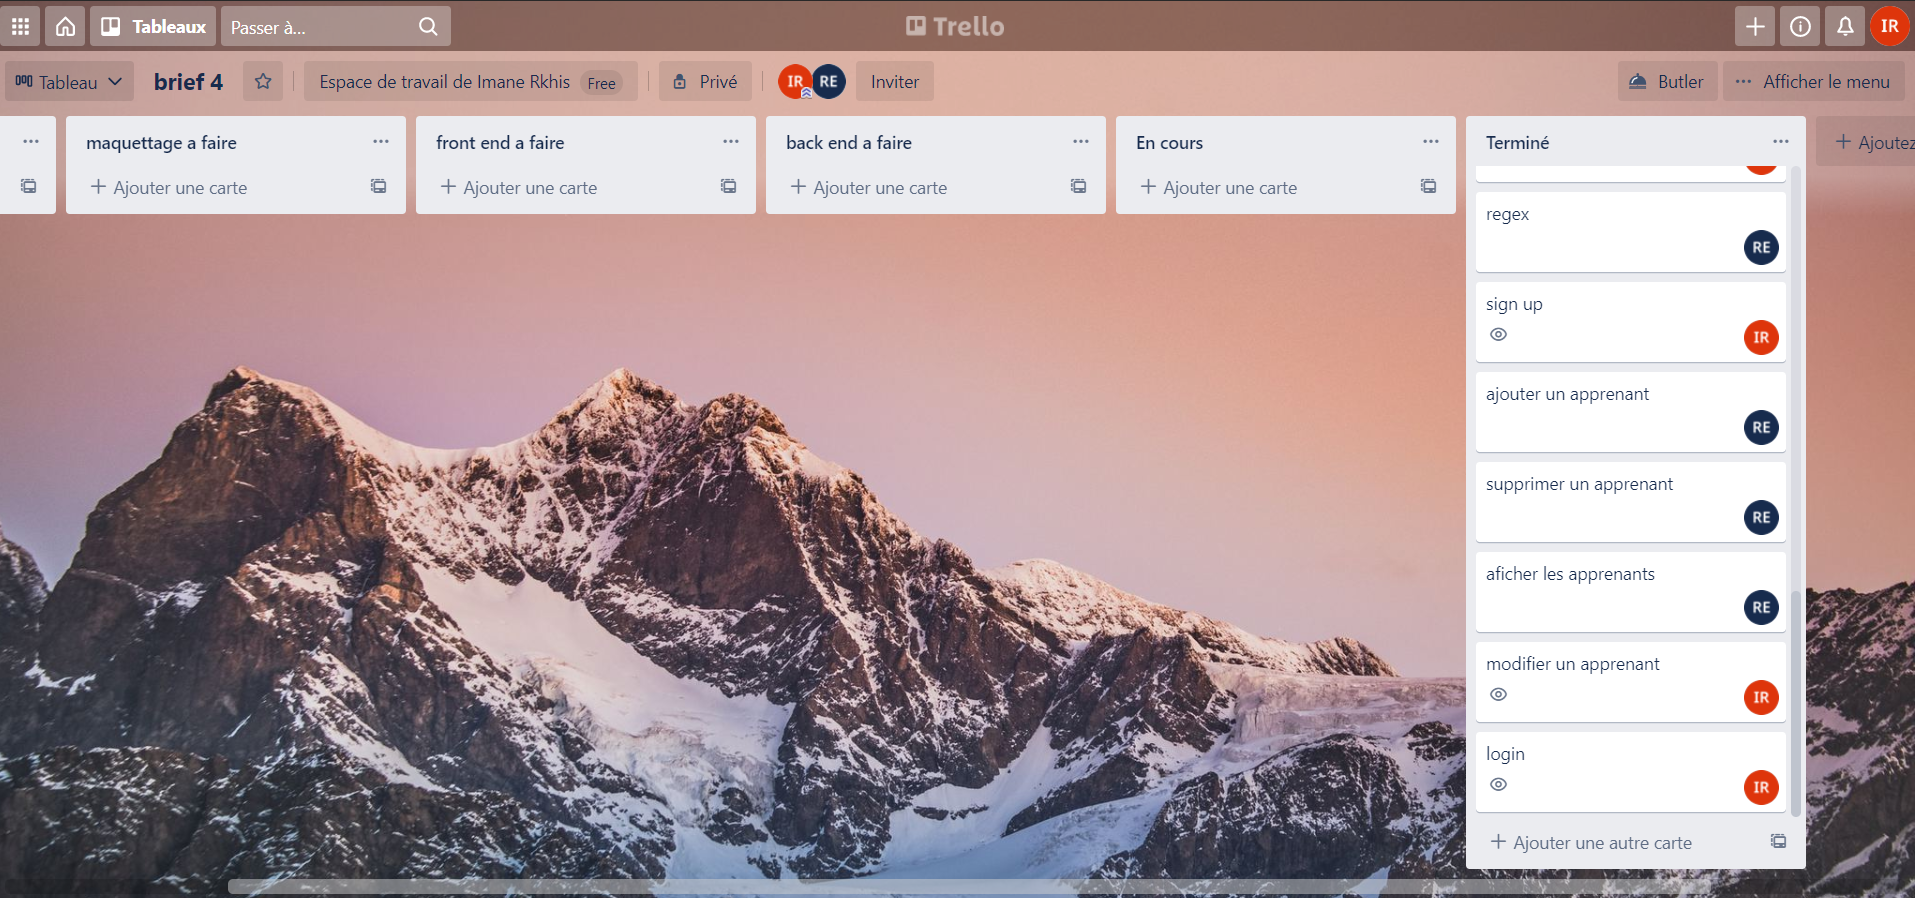 Tableaux
Passer à...
Trello
IR
Tableau
brief 4
Espace de travail de Imane Rkhis Free
Privé
IR RE
Inviter
Butler
Afficher le menu
maquettage a faire
Ajouter une carte
front end a faire
Ajouter une carte
back end a faire
Ajouter une carte
En cours
Ajouter une carte
Terminé
regex
RE
sign up
IR
ajouter un apprenant
RE
supprimer un apprenant
RE
aficher les apprenants
RE
modifier un apprenant
IR
login
IR
Ajouter une autre carte
Ajoutez